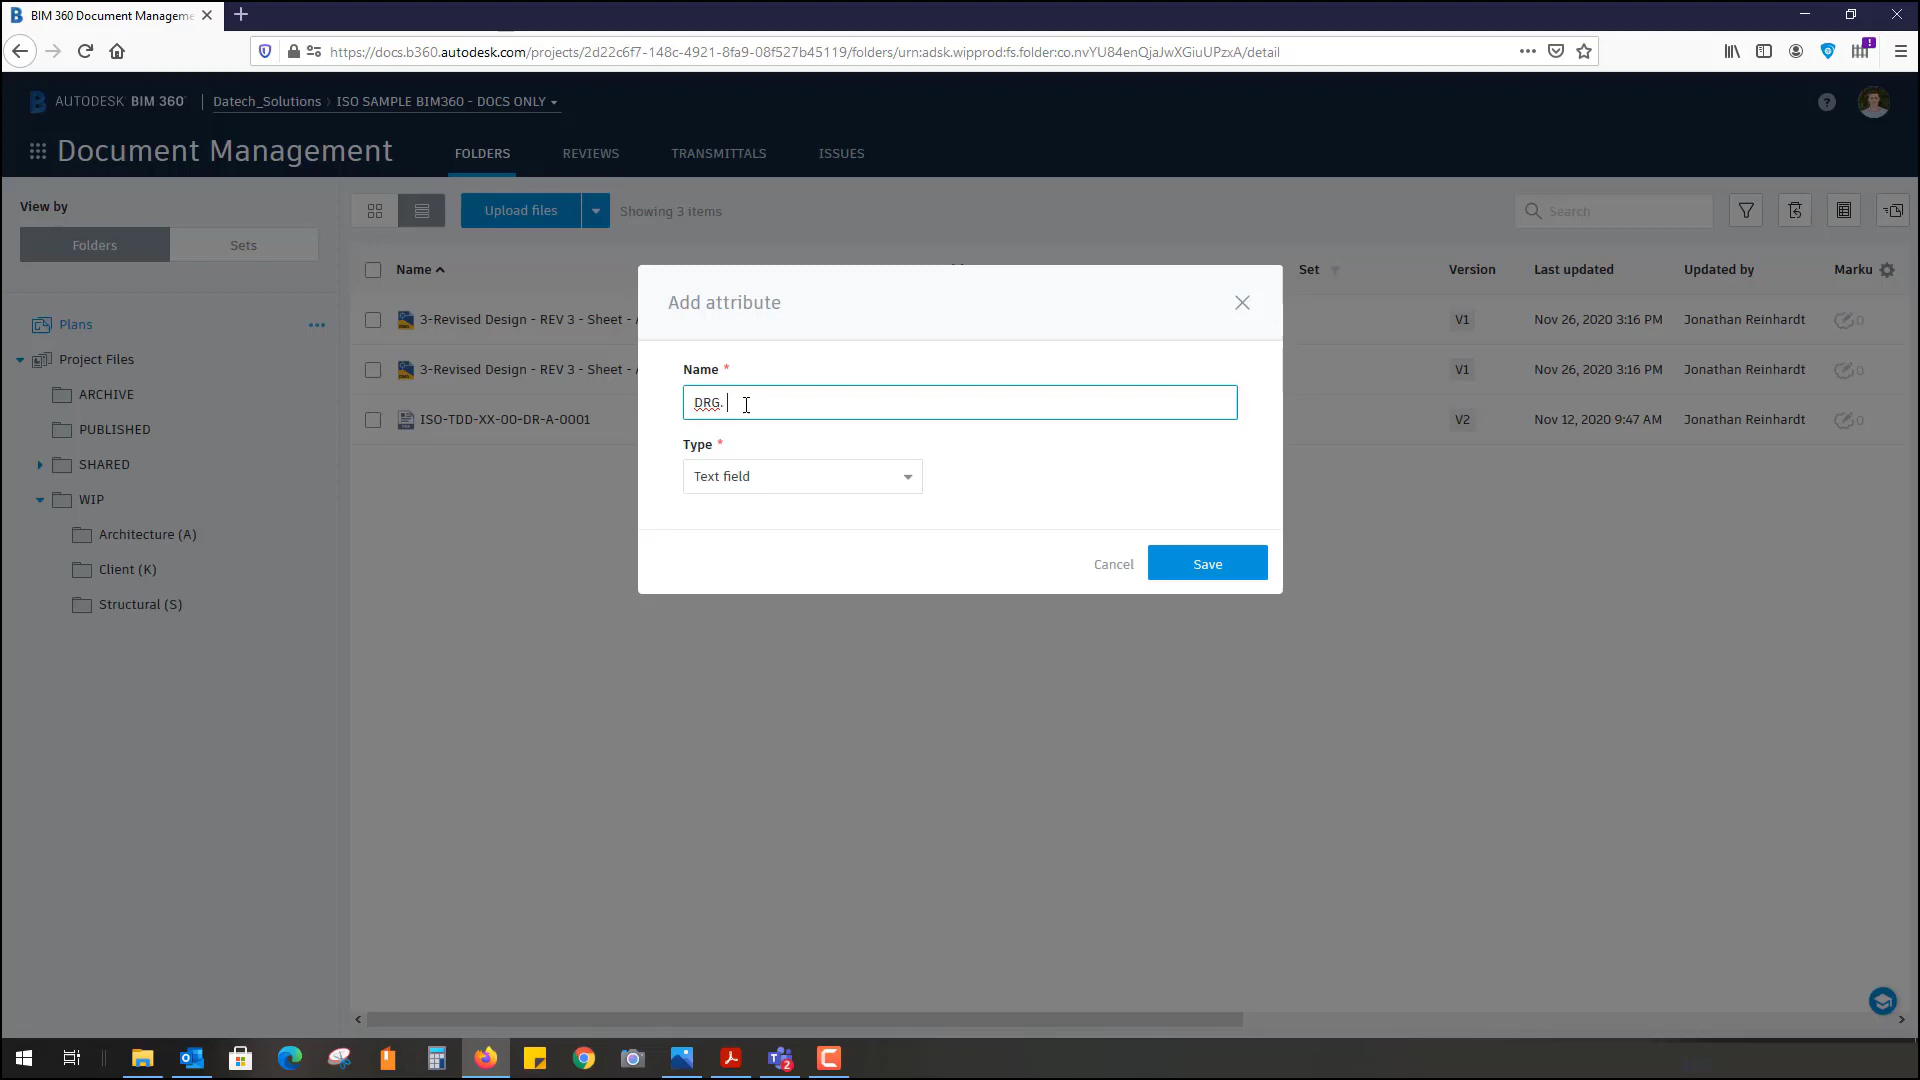 BIM 360 Document Manageme
https://docs.b360.autodesk.com/projects/2d22c6f7-148c-4921-8fa9-08f527b45119/folders/urn:adsk.wipprod:fs.folder:co.nvYU84enQjaJwXGiuUPzxA/detail
AUTODESK BIM 360
Datech_Solutions › ISO SAMPLE BIM360 - DOCS ONLY
Document Management
FOLDERS
REVIEWS
TRANSMITTALS
ISSUES
View by
Folders
Sets
Upload files
Showing 3 items
Search
Name
Set
Version
Last updated
Updated by
Marku
Plans
Project Files
ARCHIVE
PUBLISHED
SHARED
WIP
Architecture (A)
Client (K)
Structural (S)
3-Revised Design - REV 3 - Sheet -
V1
Nov 26, 2020 3:16 PM
Jonathan Reinhardt
0
3-Revised Design - REV 3 - Sheet -
V1
Nov 26, 2020 3:16 PM
Jonathan Reinhardt
0
ISO-TDD-XX-00-DR-A-0001
V2
Nov 12, 2020 9:47 AM
Jonathan Reinhardt
0
Add attribute
Name *
DRG.
Type *
Text field
Cancel
Save
2